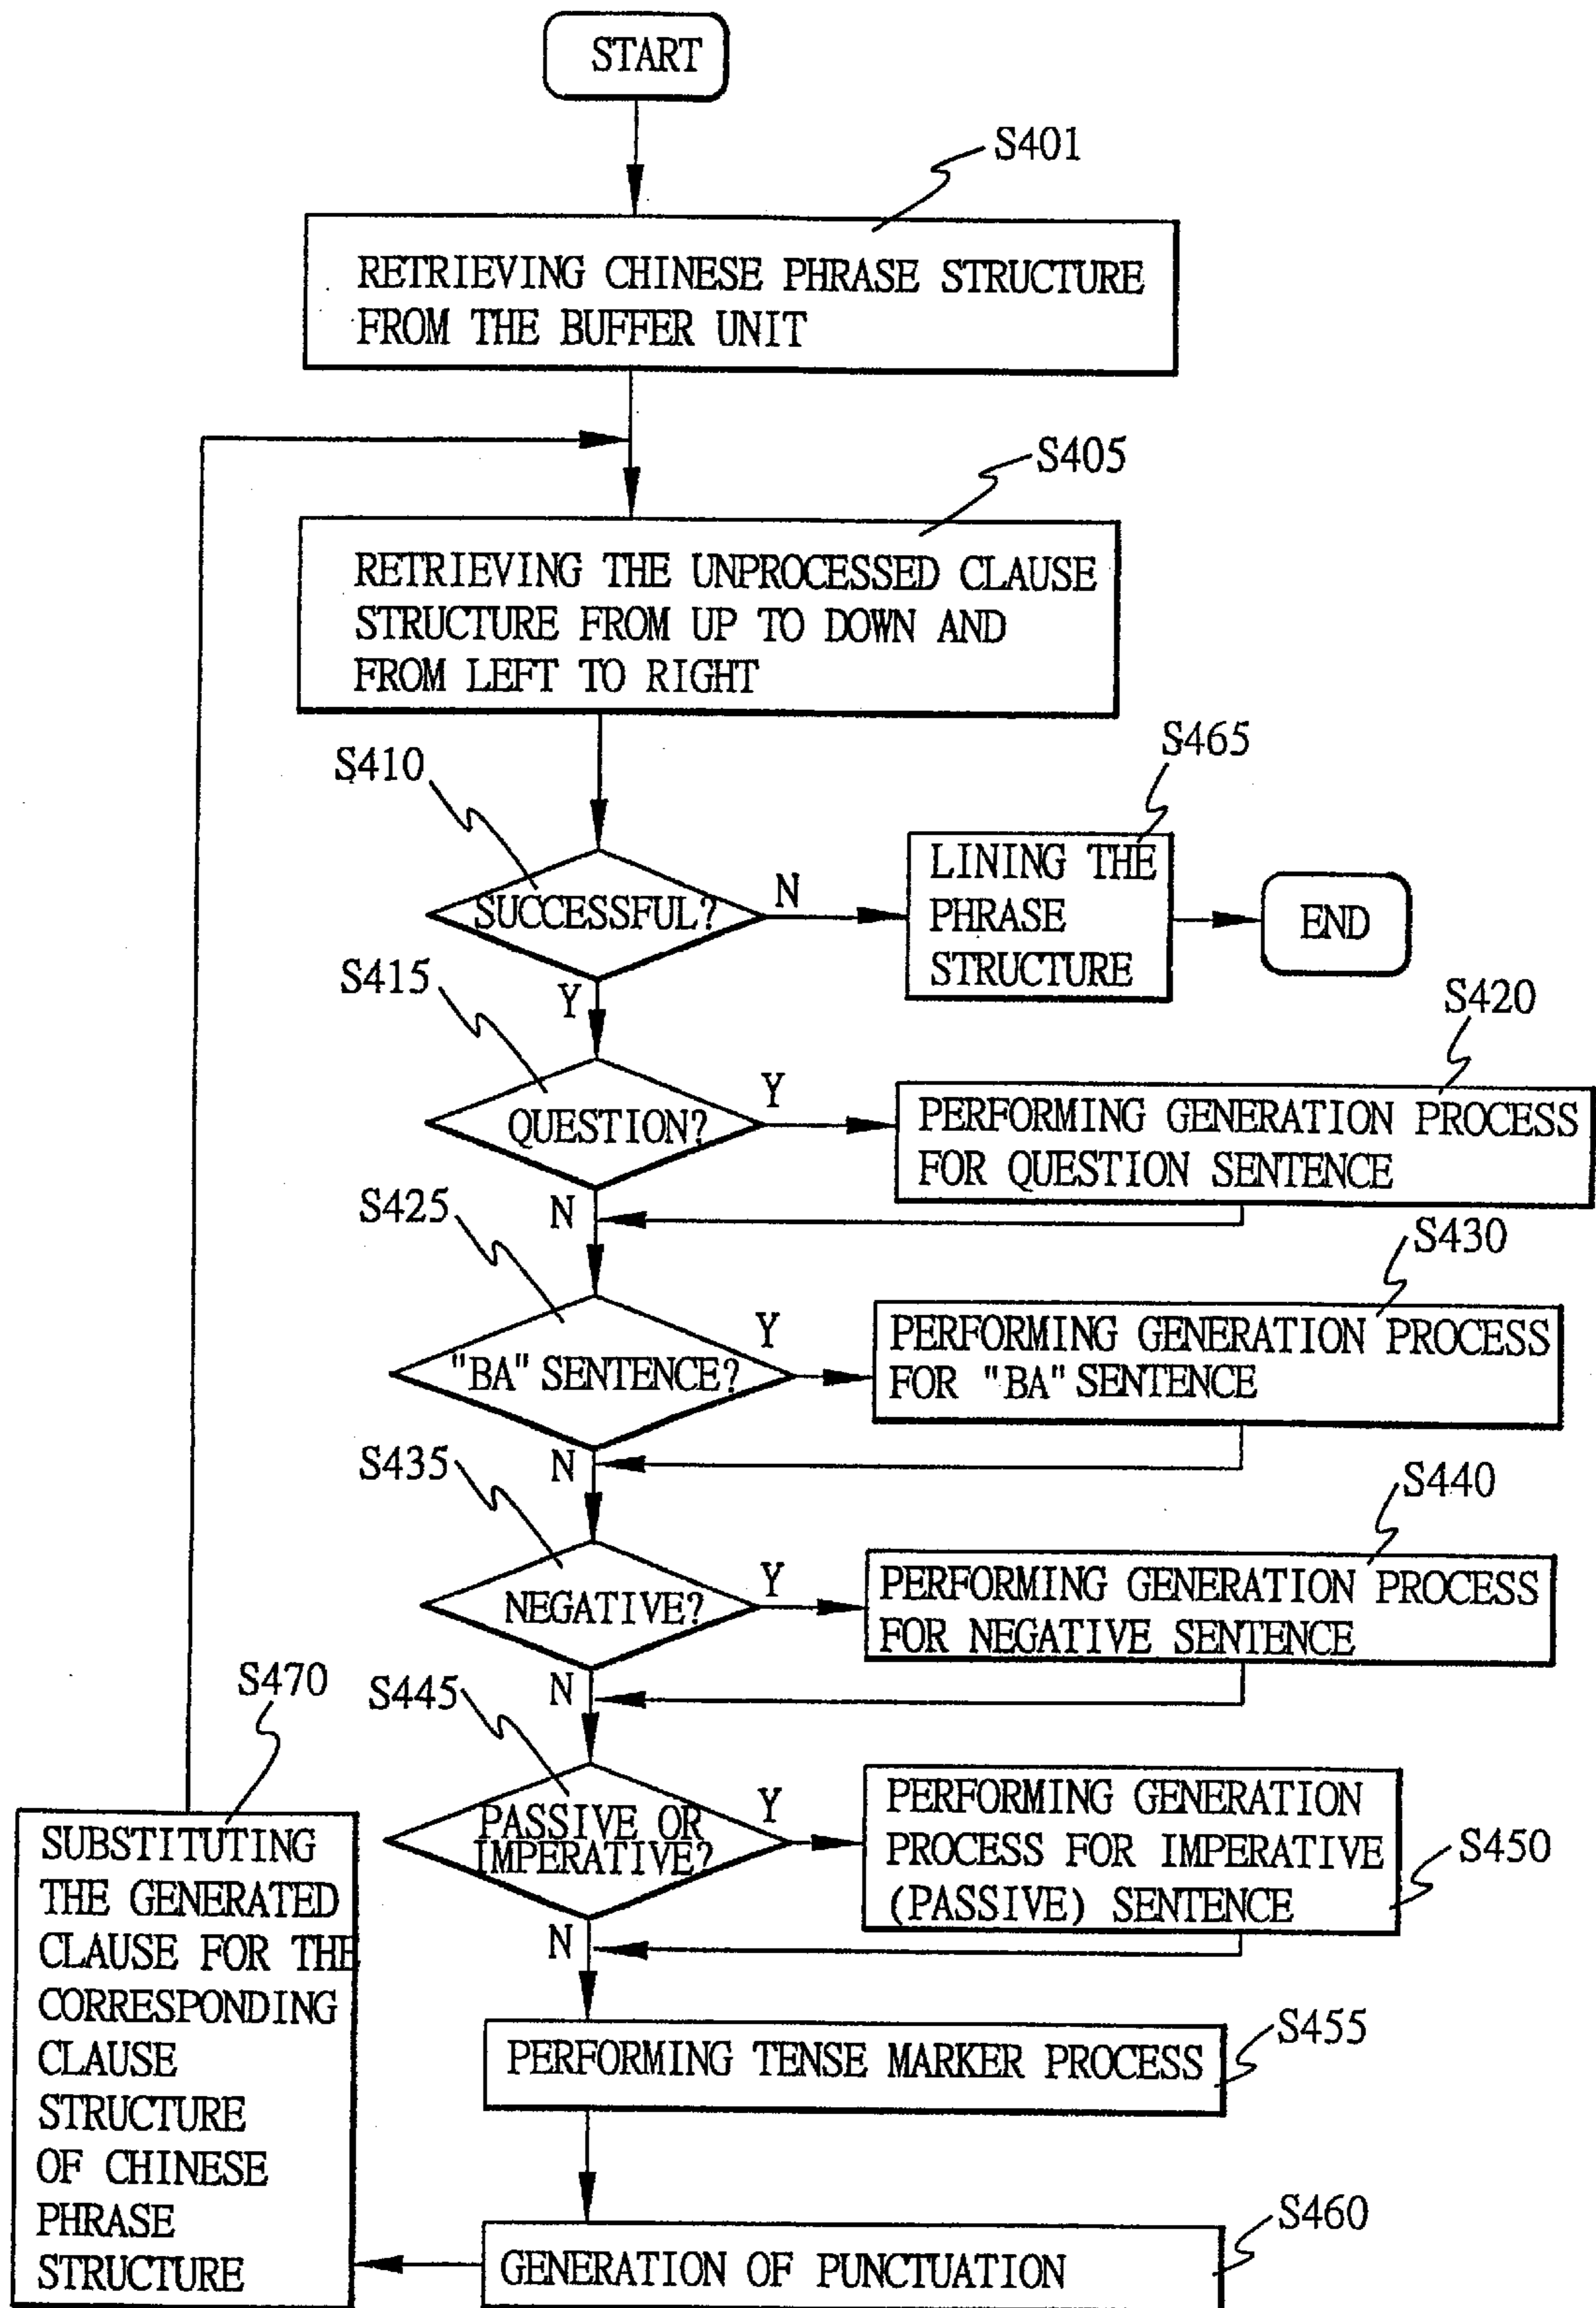 START
S401
RETRIEVING CHINESE PHRASE STRUCTURE
FROM THE BUFFER UNIT
S405
RETRIEVING THE UNPROCESSED CLAUSE
STRUCTURE FROM UP TO DOWN AND
FROM LEFT TO RIGHT
S410
SUCCESSFUL?
N
Y
S465
LINING THE
PHRASE
STRUCTURE
END
S415
QUESTION?
Y
N
S420
PERFORMING GENERATION PROCESS
FOR QUESTION SENTENCE
S425
"BA" SENTENCE?
Y
N
S430
PERFORMING GENERATION PROCESS
FOR "BA" SENTENCE
S435
NEGATIVE?
Y
N
S440
PERFORMING GENERATION PROCESS
FOR NEGATIVE SENTENCE
S445
PASSIVE OR
IMPERATIVE?
Y
N
PERFORMING GENERATION
PROCESS FOR IMPERATIVE
(PASSIVE) SENTENCE
S450
PERFORMING TENSE MARKER PROCESS
S455
GENERATION OF PUNCTUATION
S460
S470
SUBSTITUTING
THE GENERATED
CLAUSE FOR THE
CORRESPONDING
CLAUSE
STRUCTURE
OF CHINESE
PHRASE
STRUCTURE